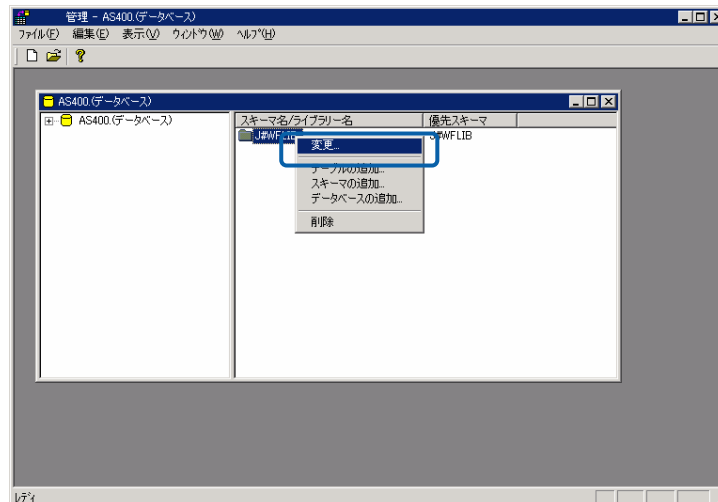 管理 - AS400.(データベース)
ファイル(F) 編集(E) 表示(V) ウィンドウ(W) ヘルプ(H)
AS400.(データベース)
AS400.(データベース)
スキーマ名/ライブラリー名 優先スキーマ
J#WFLIB J#WFLIB
変更...
テーブルの追加...
スキーマの追加...
データベースの追加...
削除
レディ